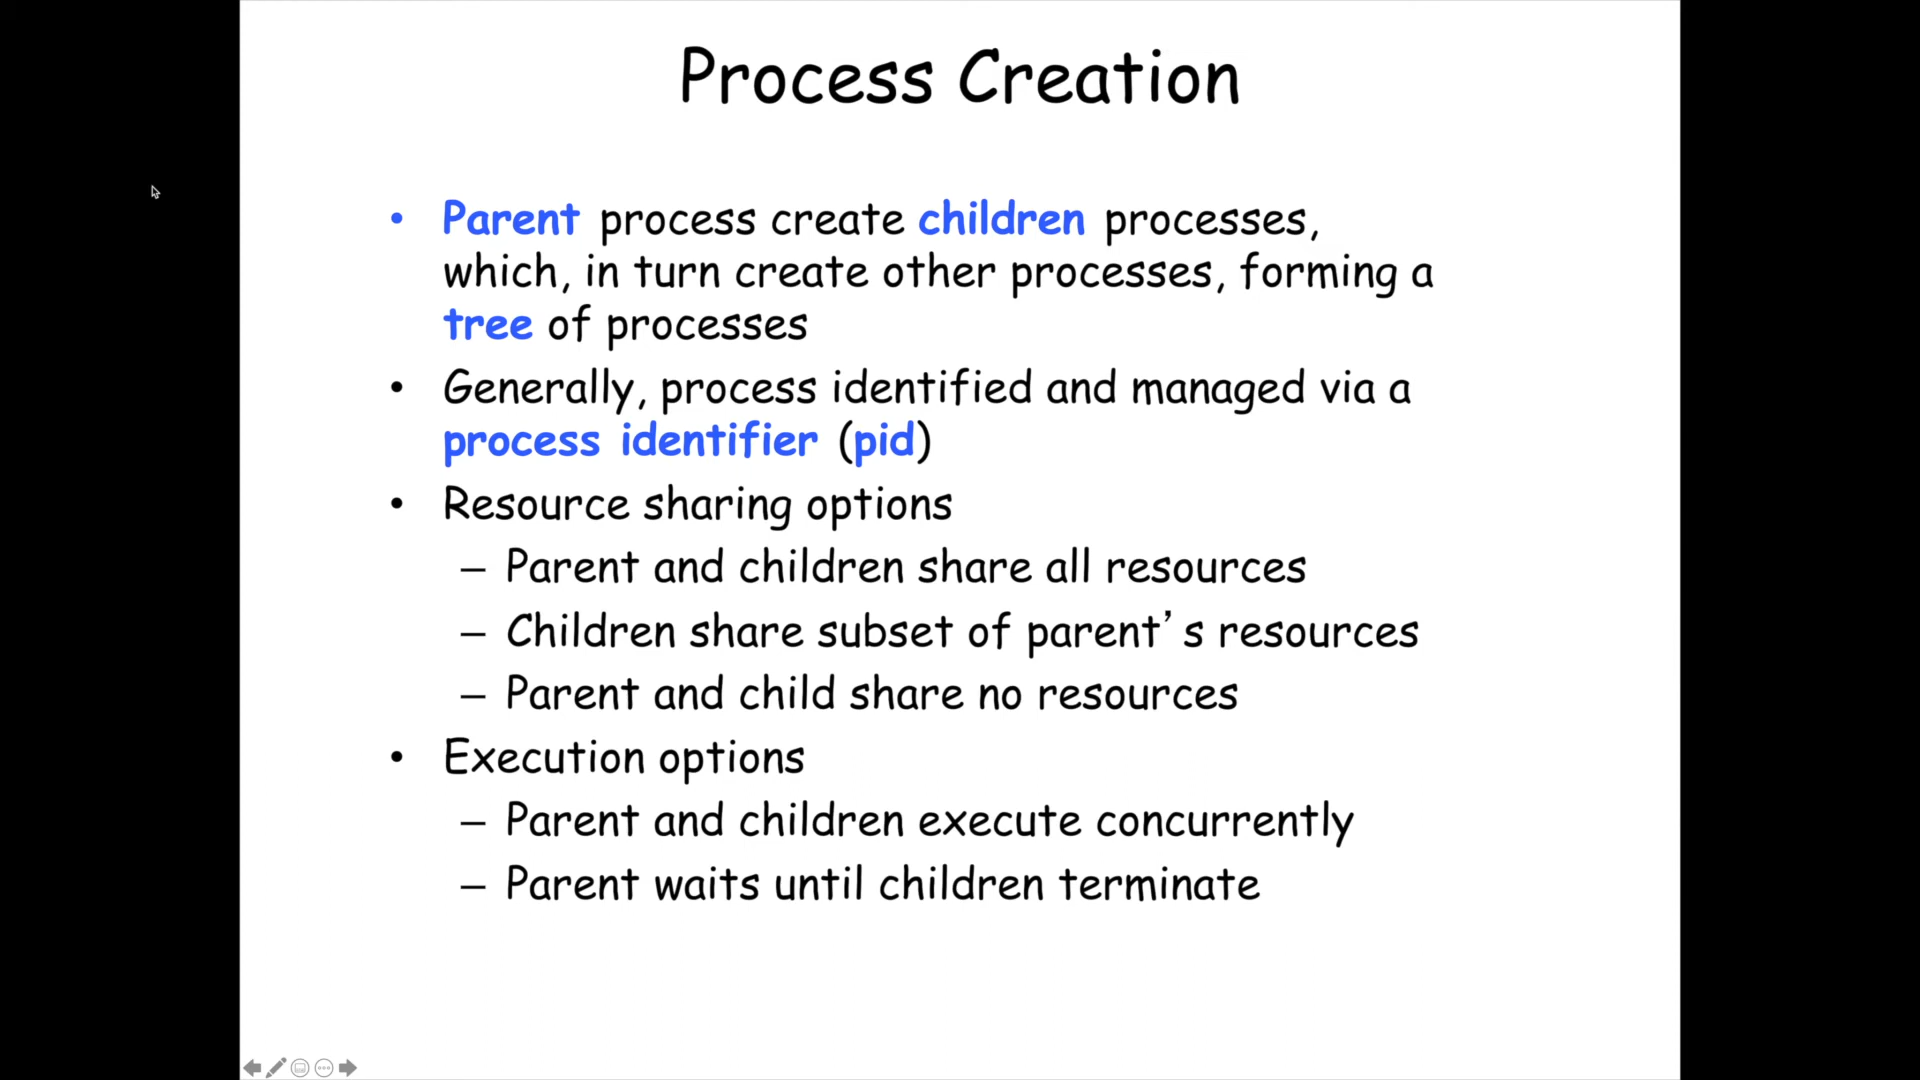 Process Creation
• Parent process create children processes,
which, in turn create other processes, forming a
tree of processes
• Generally, process identified and managed via a
process identifier (pid)
• Resource sharing options
– Parent and children share all resources
– Children share subset of parent’s resources
– Parent and child share no resources
• Execution options
– Parent and children execute concurrently
– Parent waits until children terminate